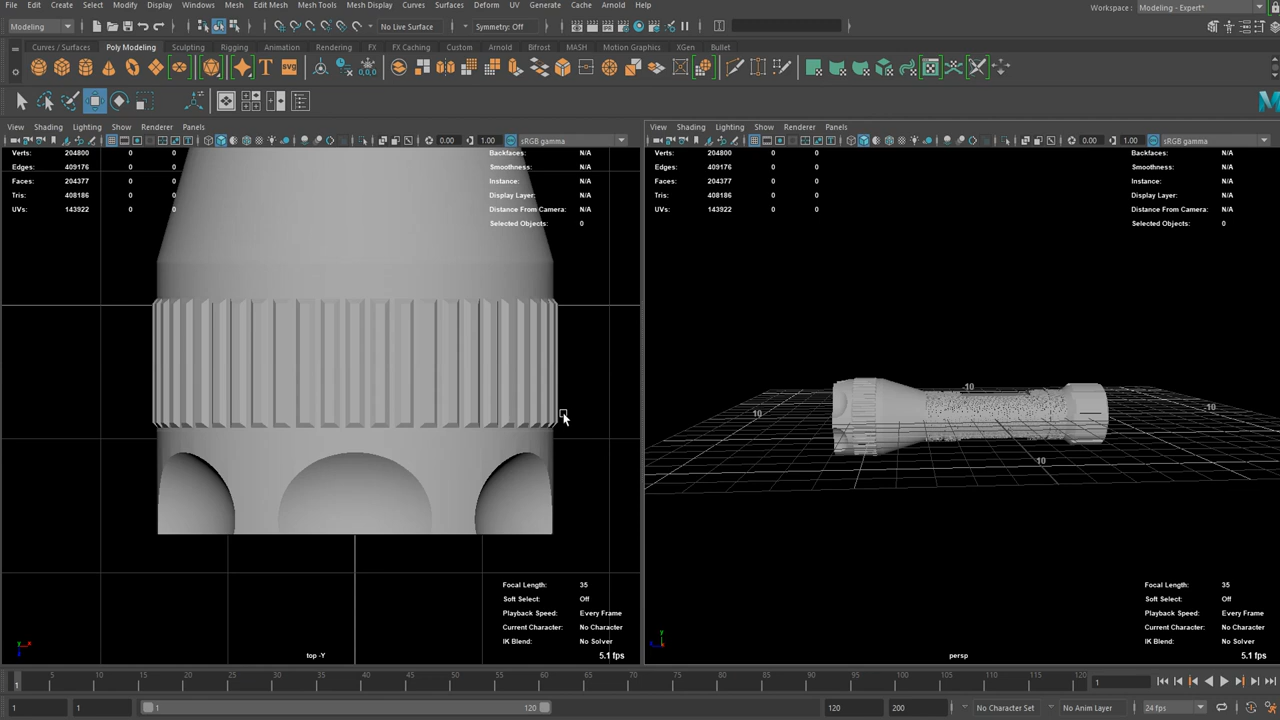 File Edit Create Select Modify Display Windows Mesh Edit Mesh Mesh Tools Mesh Display Curves Surfaces Deform UV Generate Cache Arnold Help Workspace : Modeling - Expert*
Modeling No Live Surface Symmetry: Off
Curves / Surfaces Poly Modeling Sculpting Rigging Animation Rendering FX FX Caching Custom Arnold Bifrost MASH Motion Graphics XGen Bullet
T SVG
View Shading Lighting Show Renderer Panels
0.00 1.00 sRGB gamma
Verts: 204800 0 0 Backfaces: N/A
Edges: 409176 0 0 Smoothness: N/A
Faces: 204377 0 0 Instance: N/A
Tris: 408186 0 0 Display Layer: N/A
UVs: 143922 0 0 Distance From Camera: N/A
Selected Objects: 0
Focal Length: 35
Soft Select: Off
Playback Speed: Every Frame
Current Character: No Character
IK Blend: No Solver
y x
top -Y 5.1 fps
View Shading Lighting Show Renderer Panels
0.00 1.00 sRGB gamma
Verts: 204800 0 0 Backfaces: N/A
Edges: 409176 0 0 Smoothness: N/A
Faces: 204377 0 0 Instance: N/A
Tris: 408186 0 0 Display Layer: N/A
UVs: 143922 0 0 Distance From Camera: N/A
Selected Objects: 0
-10
10 -10
10
Focal Length: 35
Soft Select: Off
Playback Speed: Every Frame
Current Character: No Character
IK Blend: No Solver
y
persp 5.1 fps
1 5 10 15 20 25 30 35 40 45 50 55 60 65 70 75 80 85 90 95 100 105 110 115 120 1
1 1 1 120 120 200 No Character Set No Anim Layer 24 fps